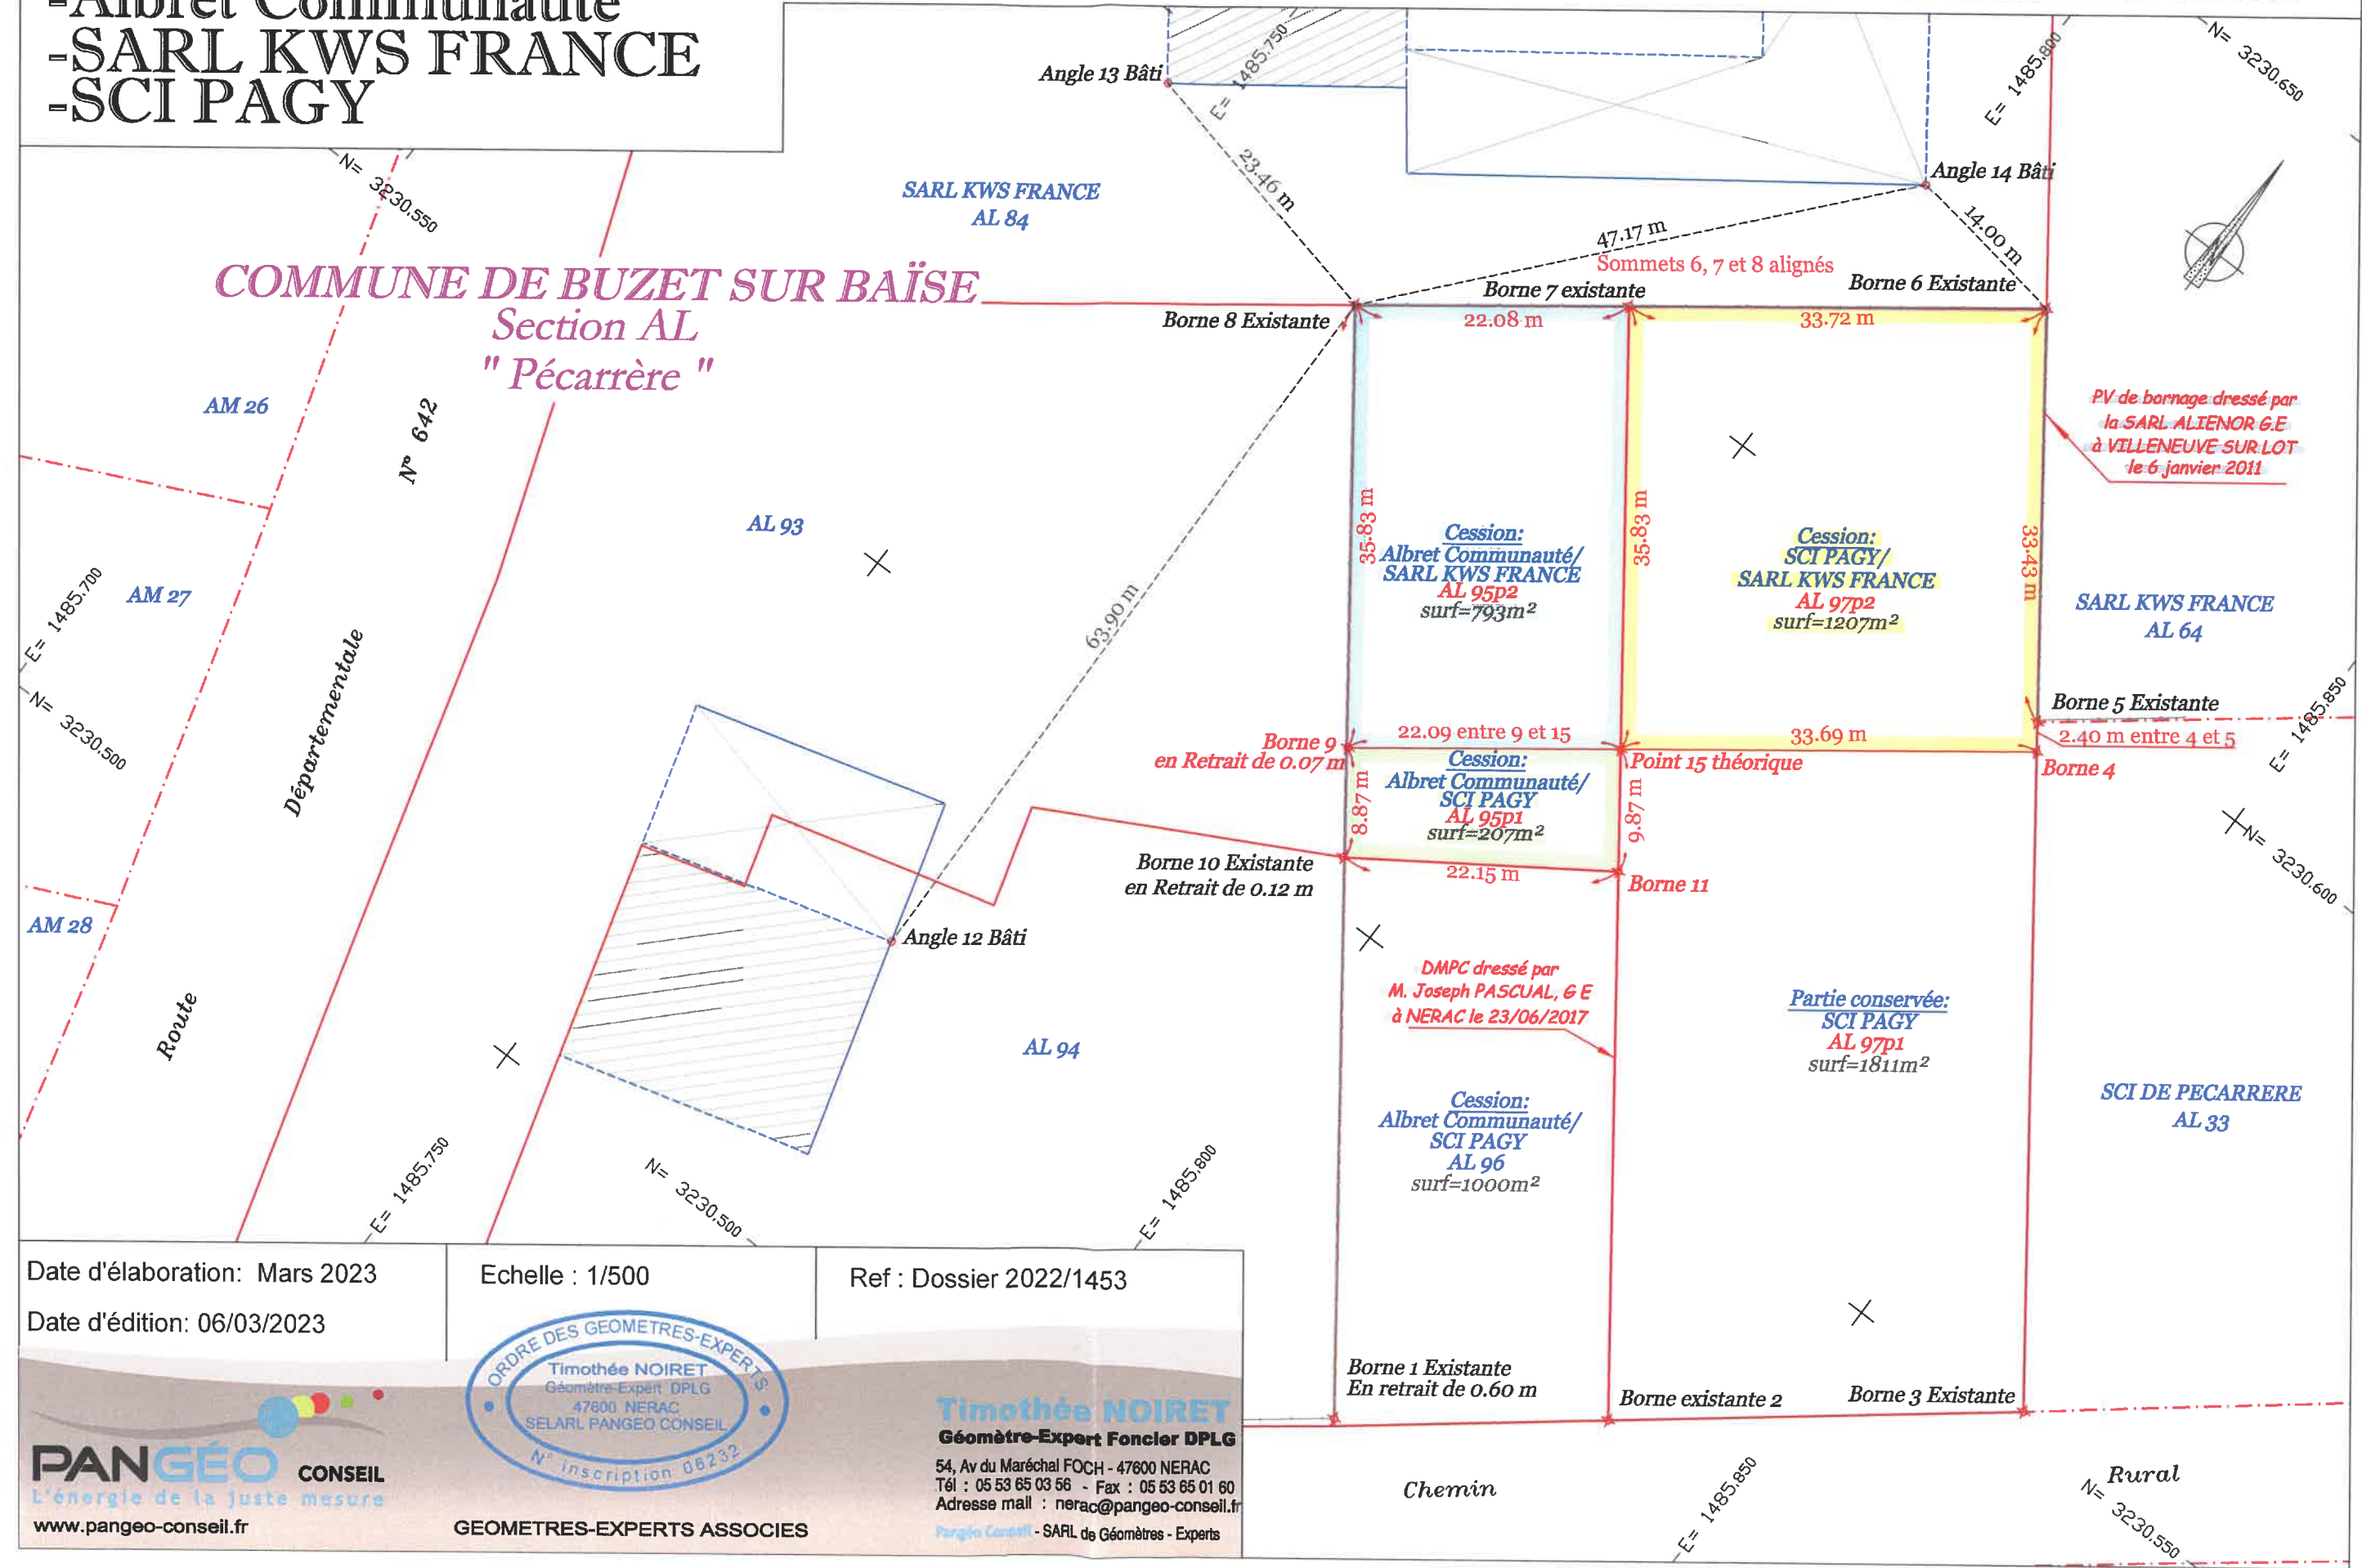 -Albret Communauté
-SARL KWS FRANCE
-SCI PAGY
Angle 13 Bâti
E= 1485.750
E= 1485.800
N= 3230.650
N= 3230.550
SARL KWS FRANCE
AL 84
23.46 m
Angle 14 Bâti
47.17 m
14.00 m
Sommets 6, 7 et 8 alignés
COMMUNE DE BUZET SUR BAÏSE
Section AL
" Pécarrère "
Borne 8 Existante
Borne 7 existante
Borne 6 Existante
22.08 m
33.72 m
AM 26
N° 642
PV de bornage dressé par
la SARL ALIENOR G.E
à VILLENEUVE SUR LOT
le 6 janvier 2011
AL 93
35.83 m
Cession:
Albret Communauté/
SARL KWS FRANCE
AL 95p2
surf=793m²
35.83 m
Cession:
SCI PAGY/
SARL KWS FRANCE
AL 97p2
surf=1207m²
33.43 m
SARL KWS FRANCE
AL 64
E= 1485.700
AM 27
63.90 m
N= 3230.500
Départementale
Borne 5 Existante
E= 1485.850
Borne 9
en Retrait de 0.07 m
22.09 entre 9 et 15
33.69 m
2.40 m entre 4 et 5
Point 15 théorique
Borne 4
8.87 m
Cession:
Albret Communauté/
SCI PAGY
AL 95p1
surf=207m²
9.87 m
N= 3230.600
Borne 10 Existante
en Retrait de 0.12 m
22.15 m
Borne 11
AM 28
Angle 12 Bâti
Route
AL 94
DMPC dressé par
M. Joseph PASCUAL, G E
à NERAC le 23/06/2017
Partie conservée:
SCI PAGY
AL 97p1
surf=1811m²
Cession:
Albret Communauté/
SCI PAGY
AL 96
surf=1000m²
SCI DE PECARRERE
AL 33
E= 1485.750
N= 3230.500
E= 1485.800
Date d'élaboration: Mars 2023
Date d'édition: 06/03/2023
Echelle : 1/500
Ref : Dossier 2022/1453
ORDRE DES GEOMETRES-EXPERTS
Timothée NOIRET
Géomètre-Expert DPLG
47600 NERAC
SELARL PANGEO CONSEIL
N° inscription 06232
PANGÉO CONSEIL
L'énergie de la juste mesure
www.pangeo-conseil.fr
GEOMETRES-EXPERTS ASSOCIES
Timothée NOIRET
Géomètre-Expert Foncier DPLG
54, Av du Maréchal FOCH - 47600 NERAC
Tél : 05 53 65 03 56 - Fax : 05 53 65 01 60
Adresse mail : nerac@pangeo-conseil.fr
Pangéo Conseil - SARL de Géomètres - Experts
Borne 1 Existante
En retrait de 0.60 m
Borne existante 2
Borne 3 Existante
Chemin
Rural
E= 1485.850
N= 3230.550